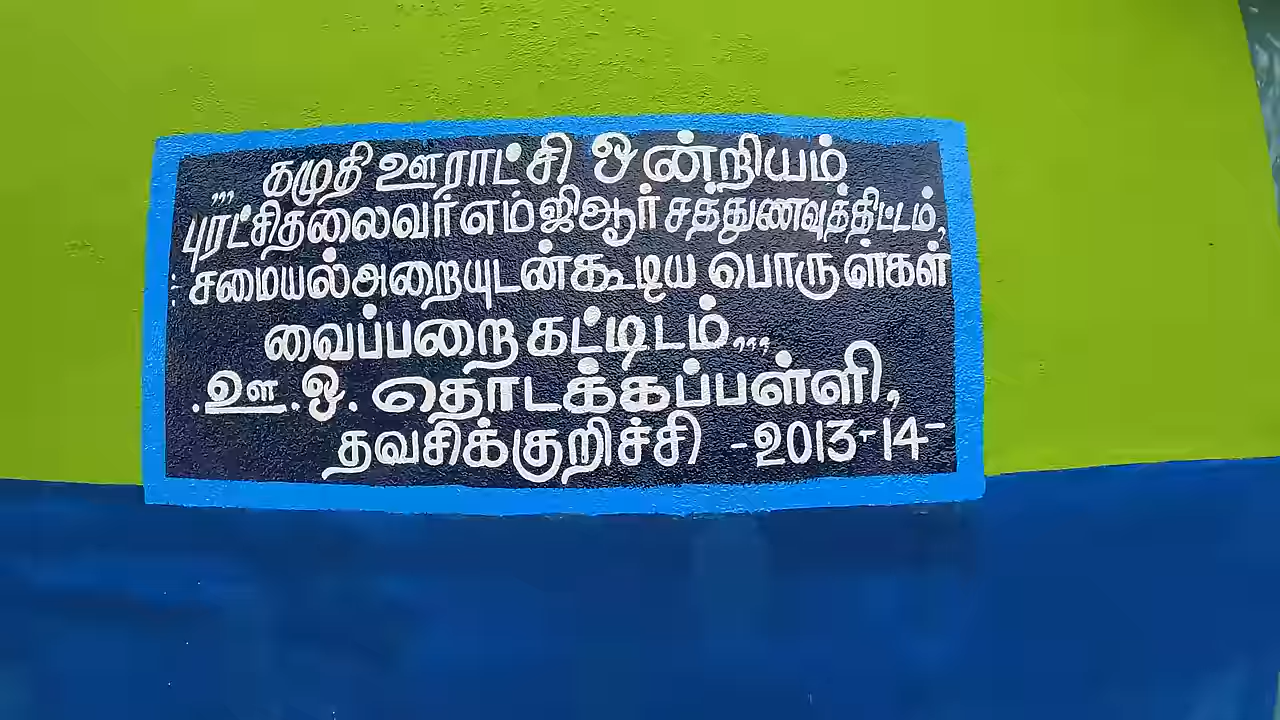 ,,, கமுதி ஊராட்சி ஒன்றியம்
புரட்சிதலைவர் எம்ஜிஆர் சத்துணவுத்திட்டம்,
சமையல்அறையுடன்கூடிய பொருள்கள்
வைப்பறை கட்டிடம்,,,
.ஊ.ஒ. தொடக்கப்பள்ளி,
தவசிக்குறிச்சி -2013-14-